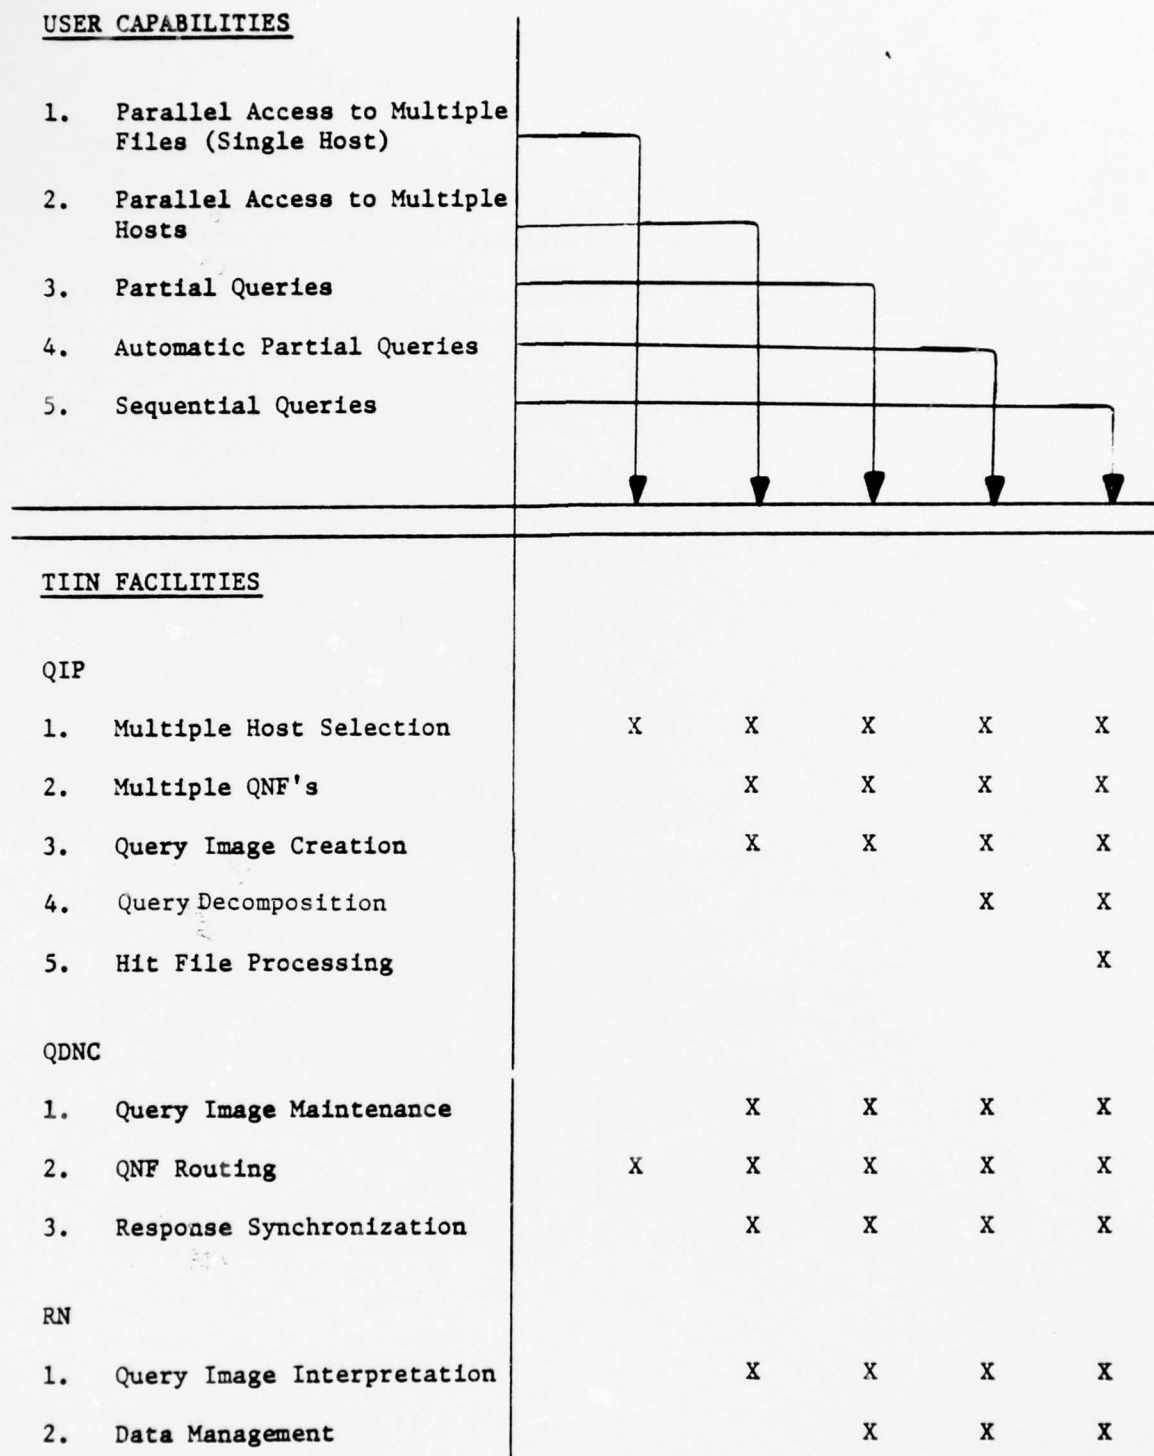 USER CAPABILITIES
1. Parallel Access to Multiple
Files (Single Host)
2. Parallel Access to Multiple
Hosts
3. Partial Queries
4. Automatic Partial Queries
5. Sequential Queries
TIIN FACILITIES
QIP
1. Multiple Host Selection X X X X X
2. Multiple QNF's X X X X
3. Query Image Creation X X X X
4. Query Decomposition X X
5. Hit File Processing X
QDNC
1. Query Image Maintenance X X X X
2. QNF Routing X X X X X
3. Response Synchronization X X X X
RN
1. Query Image Interpretation X X X X
2. Data Management X X X